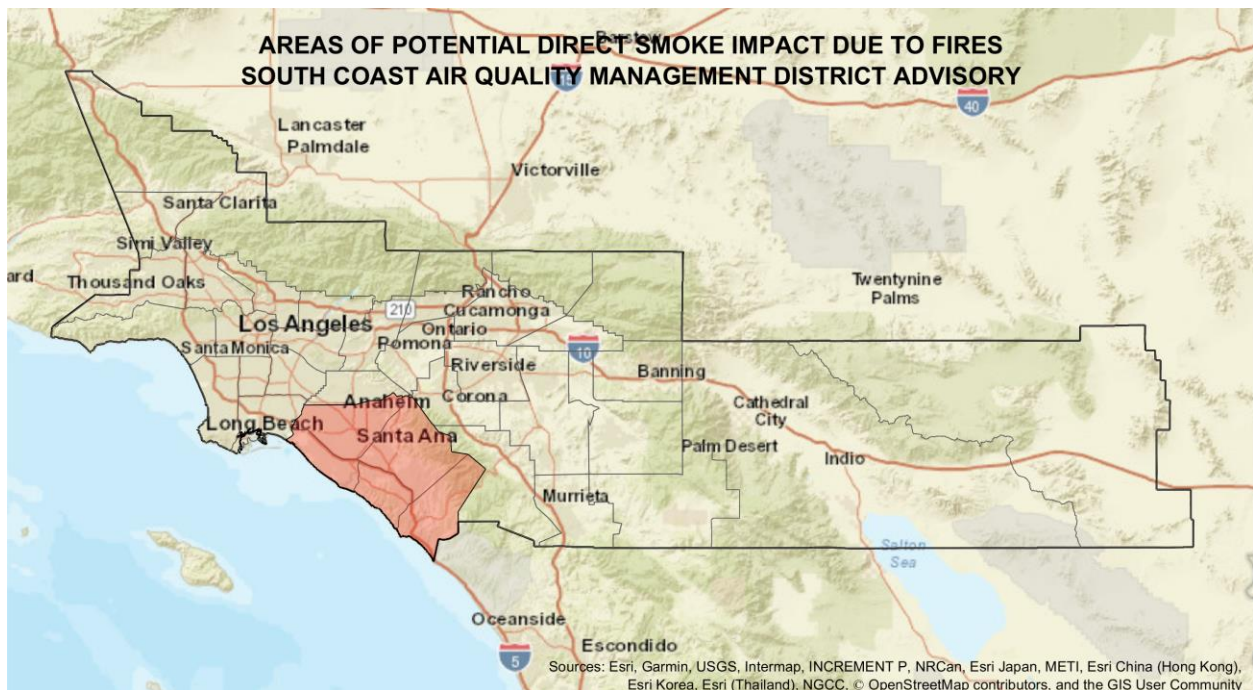 AREAS OF POTENTIAL DIRECT SMOKE IMPACT DUE TO FIRES
Barstow
SOUTH COAST AIR QUALITY MANAGEMENT DISTRICT ADVISORY
15
40
Lancaster
Palmdale
Victorville
Santa Clarita
Simi Valley
ard
Thousand Oaks
Twentynine
Palms
Rancho
Cucamonga
210
Los Angeles
Ontario
Pomona
Santa Monica
10
Riverside
Banning
Corona
Anaheim
Cathedral
City
Long Beach
Santa Ana
Palm Desert
Indio
Murrieta
Salton
Sea
Oceanside
Escondido
5
Sources: Esri, Garmin, USGS, Intermap, INCREMENT P, NRCan, Esri Japan, METI, Esri China (Hong Kong),
Esri Korea, Esri (Thailand), NGCC, © OpenStreetMap contributors, and the GIS User Community